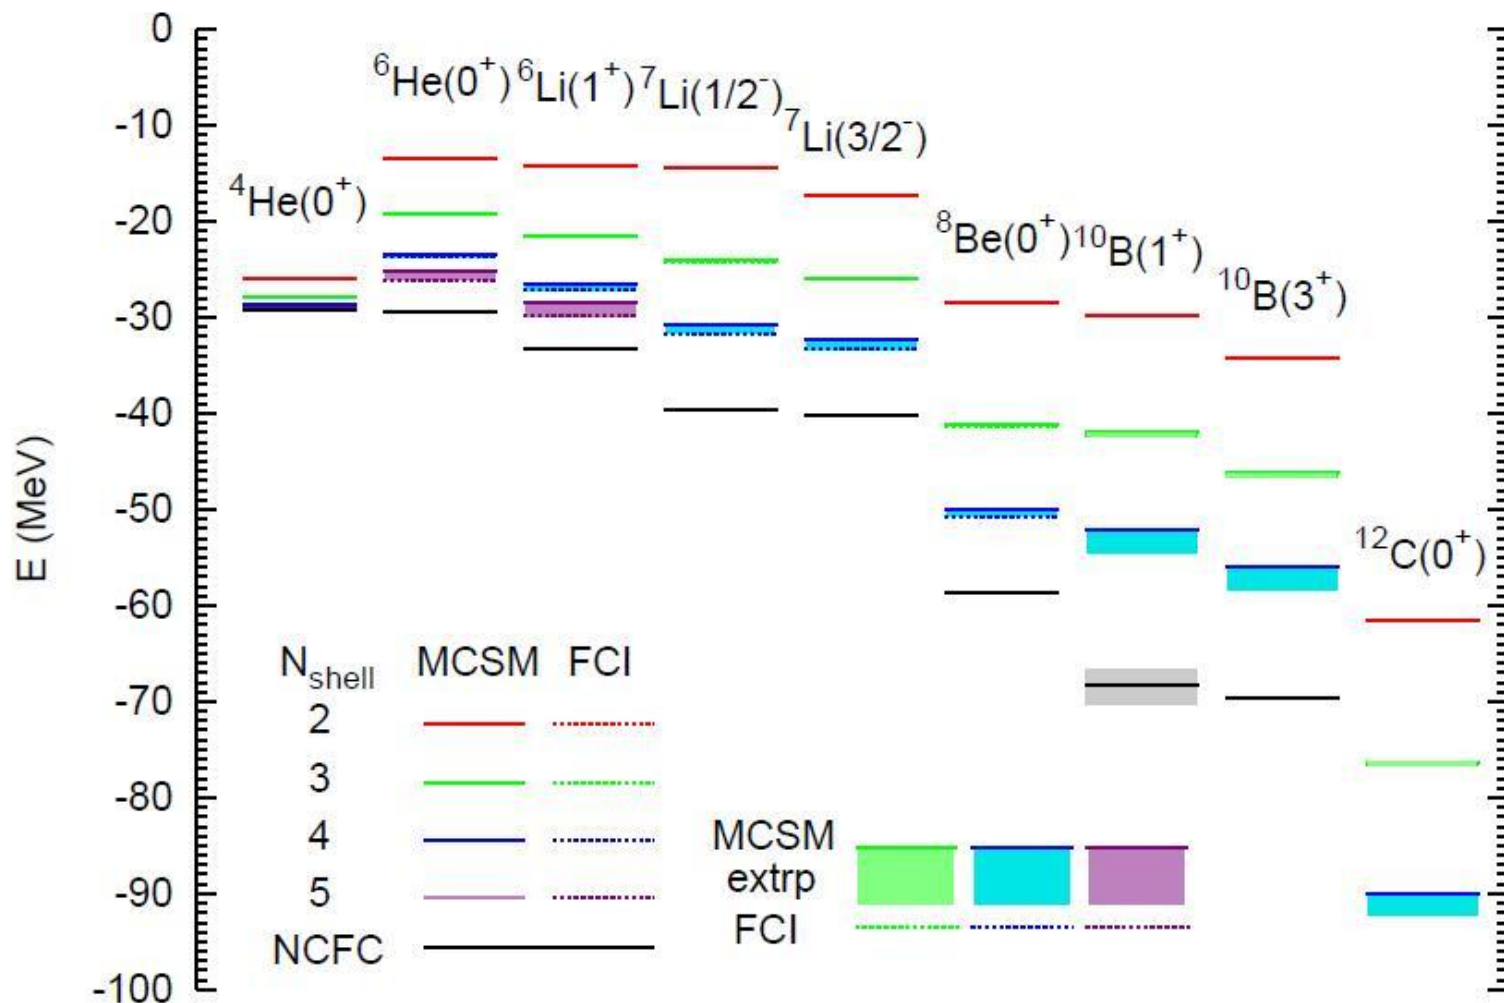 0
-10
-20
-30
-40
-50
-60
-70
-80
-90
-100
E (MeV)
⁴He(0⁺)
⁶He(0⁺)
⁶Li(1⁺)
⁷Li(1/2⁻)
⁷Li(3/2⁻)
⁸Be(0⁺)
¹⁰B(1⁺)
¹⁰B(3⁺)
¹²C(0⁺)
N_shell MCSM FCI
2
3
4
5
NCFC
MCSM
extrp
FCI